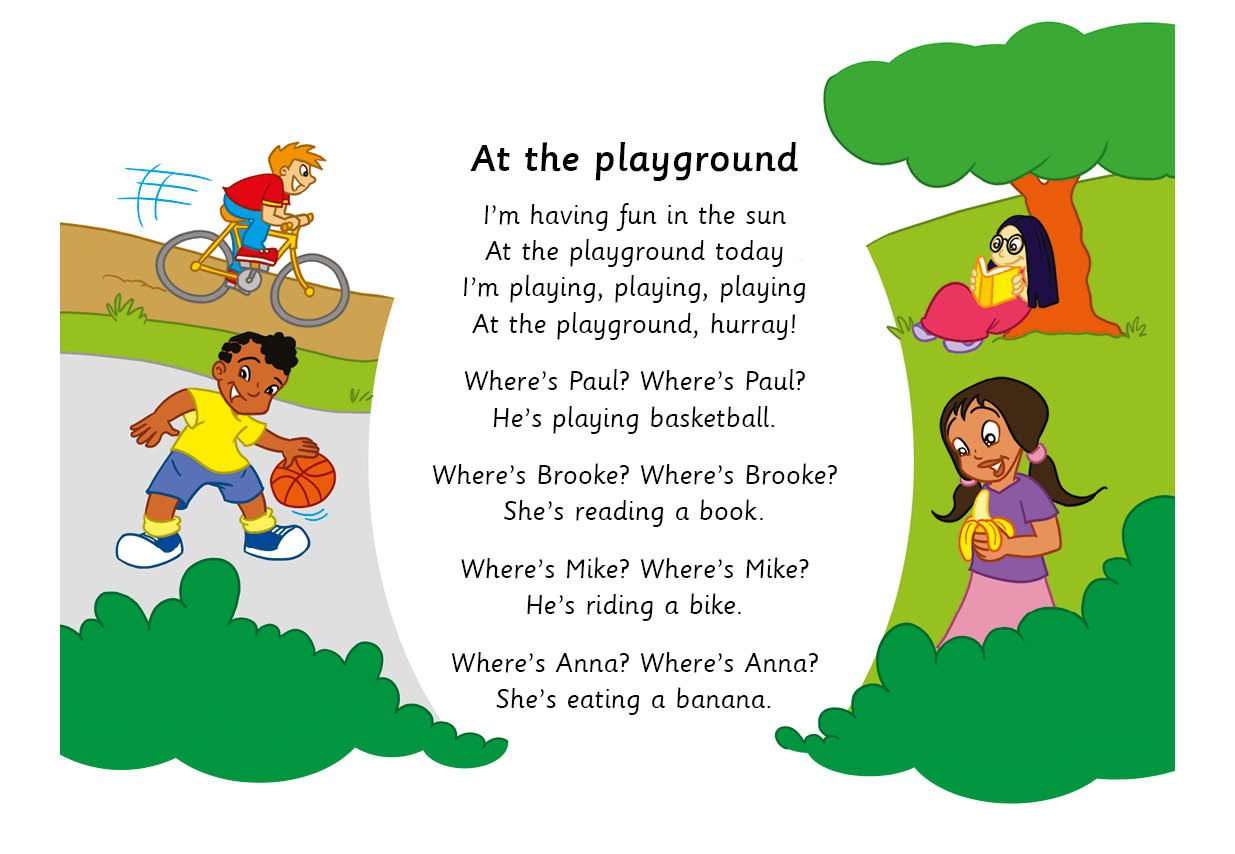 At the playground
I'm having fun in the sun
At the playground today
I'm playing, playing, playing
At the playground, hurray!
Where's Paul? Where's Paul?
He's playing basketball.
Where's Brooke? Where's Brooke?
She's reading a book.
Where's Mike? Where's Mike?
He's riding a bike.
Where's Anna? Where's Anna?
She's eating a banana.